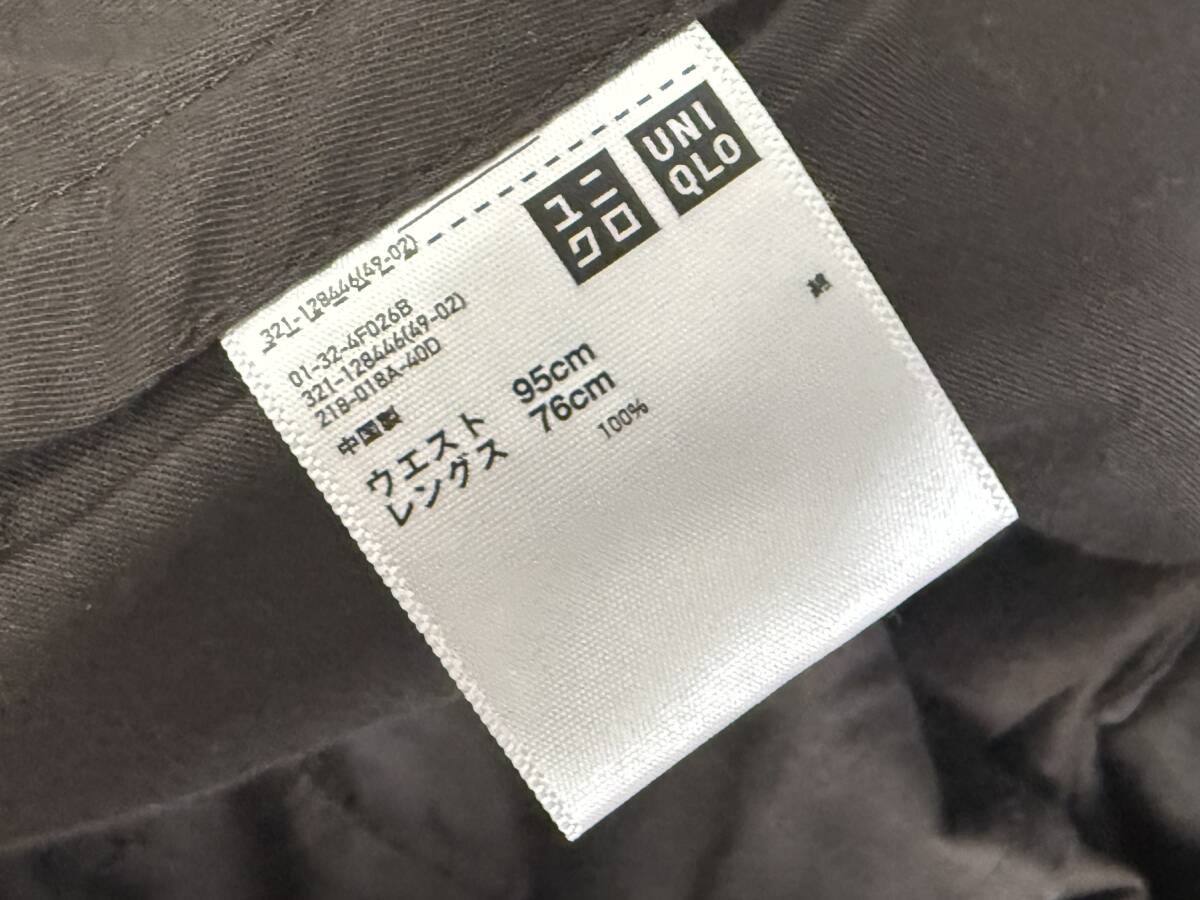 ユニ
クロ
UNI
QLO
321-128446(49-02)
01-32-4F026B
321-128446(49-02)
218-018A-40D
中国製
ウエスト 95cm
レングス 76cm
綿 100%